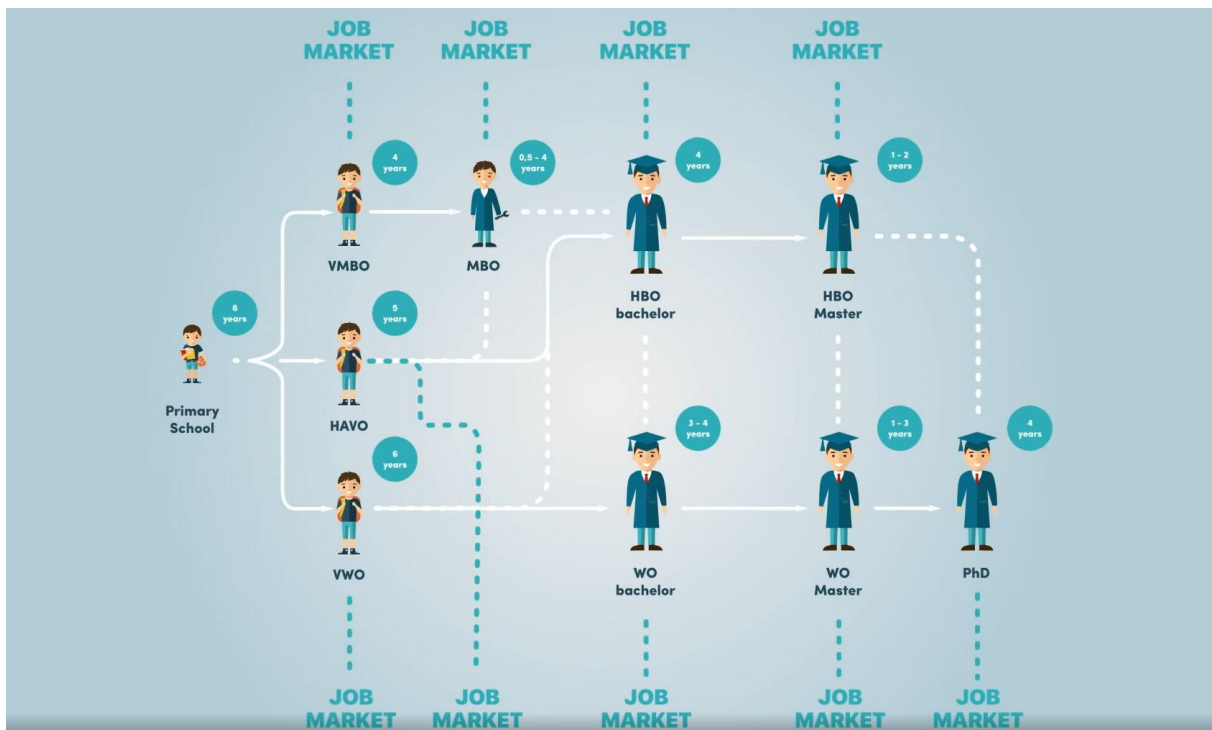 JOB
MARKET
JOB
MARKET
JOB
MARKET
JOB
MARKET
4
years
0,5 - 4
years
4
years
1 - 2
years
VMBO
MBO
HBO
bachelor
HBO
Master
8
years
5
years
Primary
School
HAVO
6
years
3 - 4
years
1 - 3
years
4
years
VWO
WO
bachelor
WO
Master
PhD
JOB
MARKET
JOB
MARKET
JOB
MARKET
JOB
MARKET
JOB
MARKET